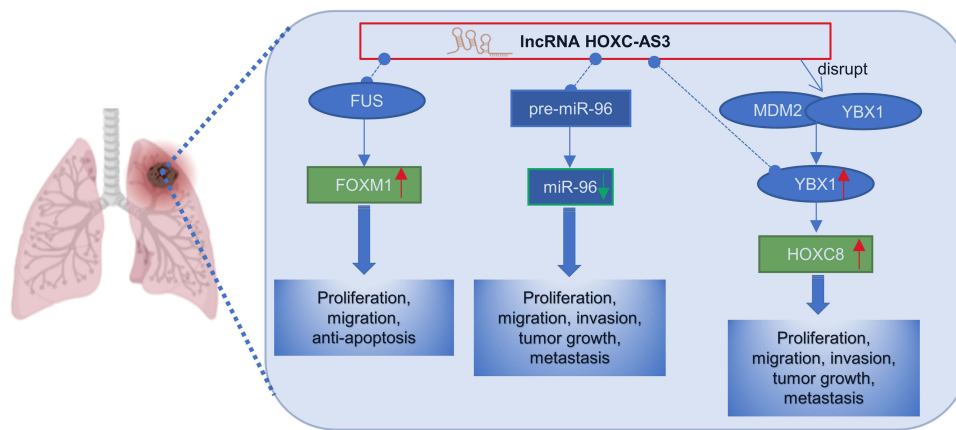 lncRNA HOXC-AS3
disrupt
FUS
pre-miR-96
MDM2
YBX1
FOXM1
miR-96
YBX1
HOXC8
Proliferation,
migration,
anti-apoptosis
Proliferation,
migration, invasion,
tumor growth,
metastasis
Proliferation,
migration, invasion,
tumor growth,
metastasis